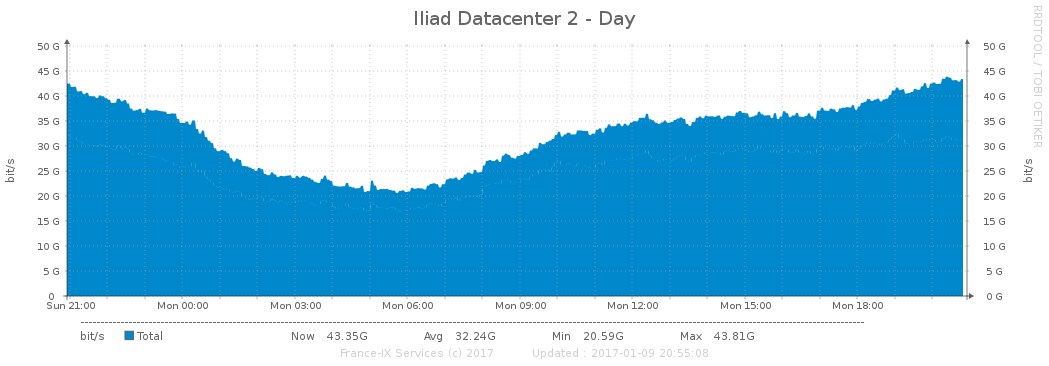 Iliad Datacenter 2 - Day
RRDTOOL / TOBI OETIKER
50 G 50 G
45 G 45 G
40 G 40 G
35 G 35 G
30 G 30 G
25 G 25 G
20 G 20 G
15 G 15 G
10 G 10 G
5 G 5 G
0 0 G
bit/s bit/s
Sun 21:00 Mon 00:00 Mon 03:00 Mon 06:00 Mon 09:00 Mon 12:00 Mon 15:00 Mon 18:00
bit/s Total Now 43.35G Avg 32.24G Min 20.59G Max 43.81G
France-IX Services (c) 2017 Updated : 2017-01-09 20:55:08